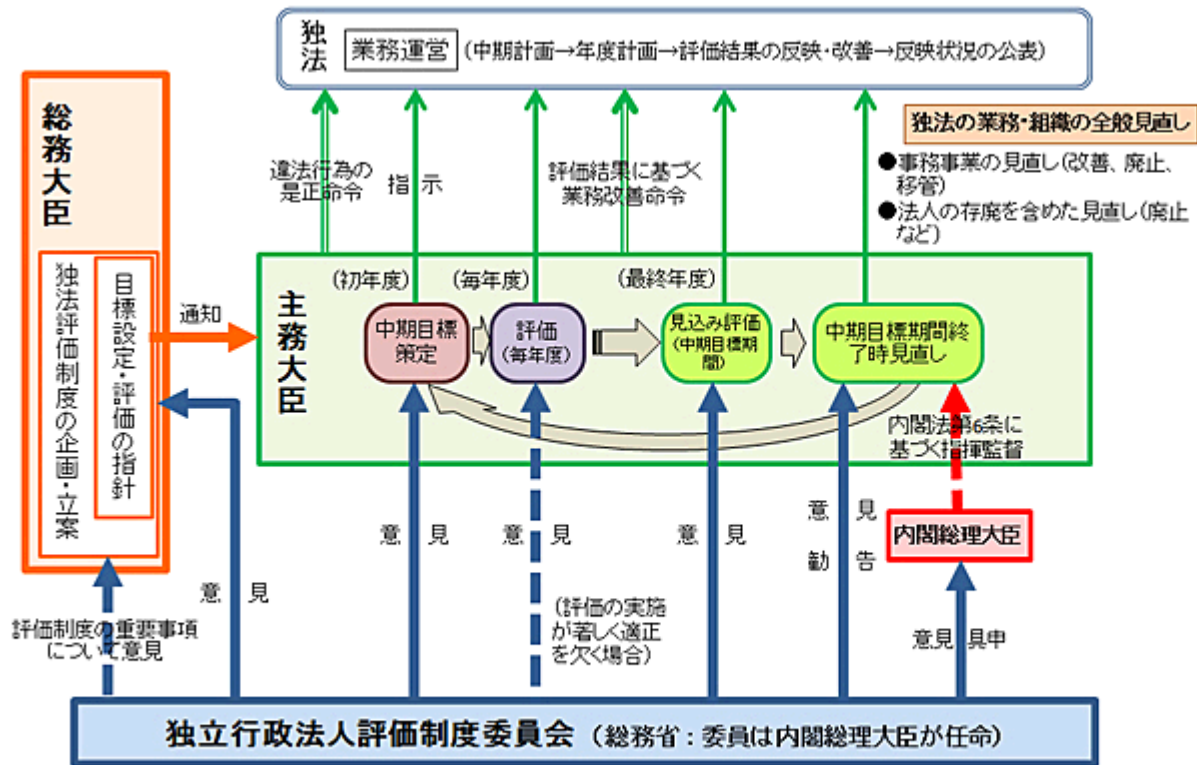 独法
業務運営 (中期計画→年度計画→評価結果の反映・改善→反映状況の公表)
総務大臣
独法評価制度の企画・立案
目標設定・評価の指針
通知
違法行為の
是正命令
指示
評価結果に基づく
業務改善命令
独法の業務・組織の全般見直し
●事務事業の見直し(改善、廃止、
移管)
●法人の存廃を含めた見直し(廃止
など)
主務大臣
(初年度)
(毎年度)
(最終年度)
中期目標
策定
評価
(毎年度)
見込み評価
(中期目標期
間)
中期目標期間終
了時見直し
内閣法第6条に
基づく指揮監督
内閣総理大臣
意見
意見
意見
意見
意見
勧告
意見具申
(評価の実施
が著しく適正
を欠く場合)
評価制度の重要事項
について意見
独立行政法人評価制度委員会 (総務省:委員は内閣総理大臣が任命)